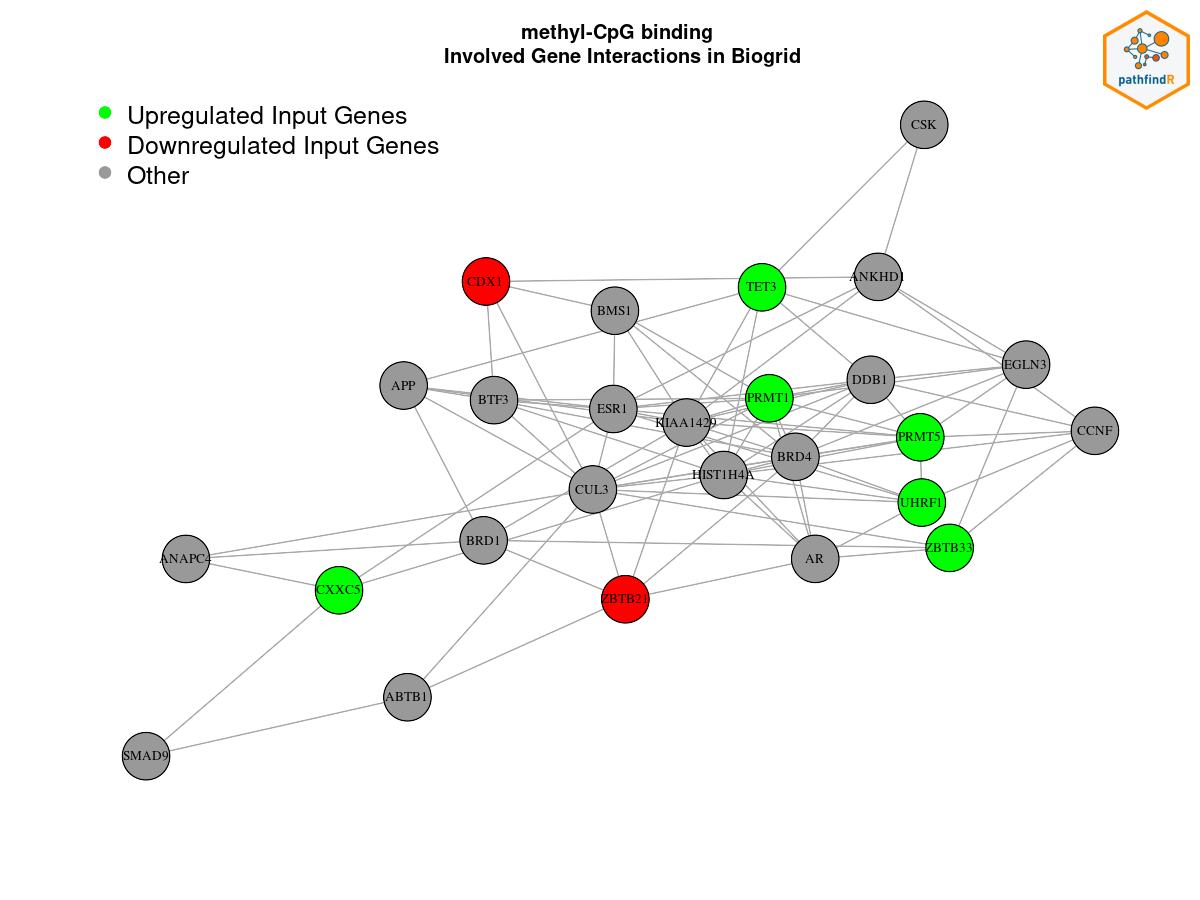 methyl-CpG binding
Involved Gene Interactions in Biogrid
pathfindR
Upregulated Input Genes
Downregulated Input Genes
Other
CSK
CDX1
TET3
ANKHD1
BMS1
APP
BTF3
ESR1
KIAA1429
PRMT1
DDB1
EGLN3
PRMT5
CCNF
BRD4
HIST1H4A
CUL3
UHRF1
ANAPC4
BRD1
AR
ZBTB33
CXXC5
ZBTB21
ABTB1
SMAD9